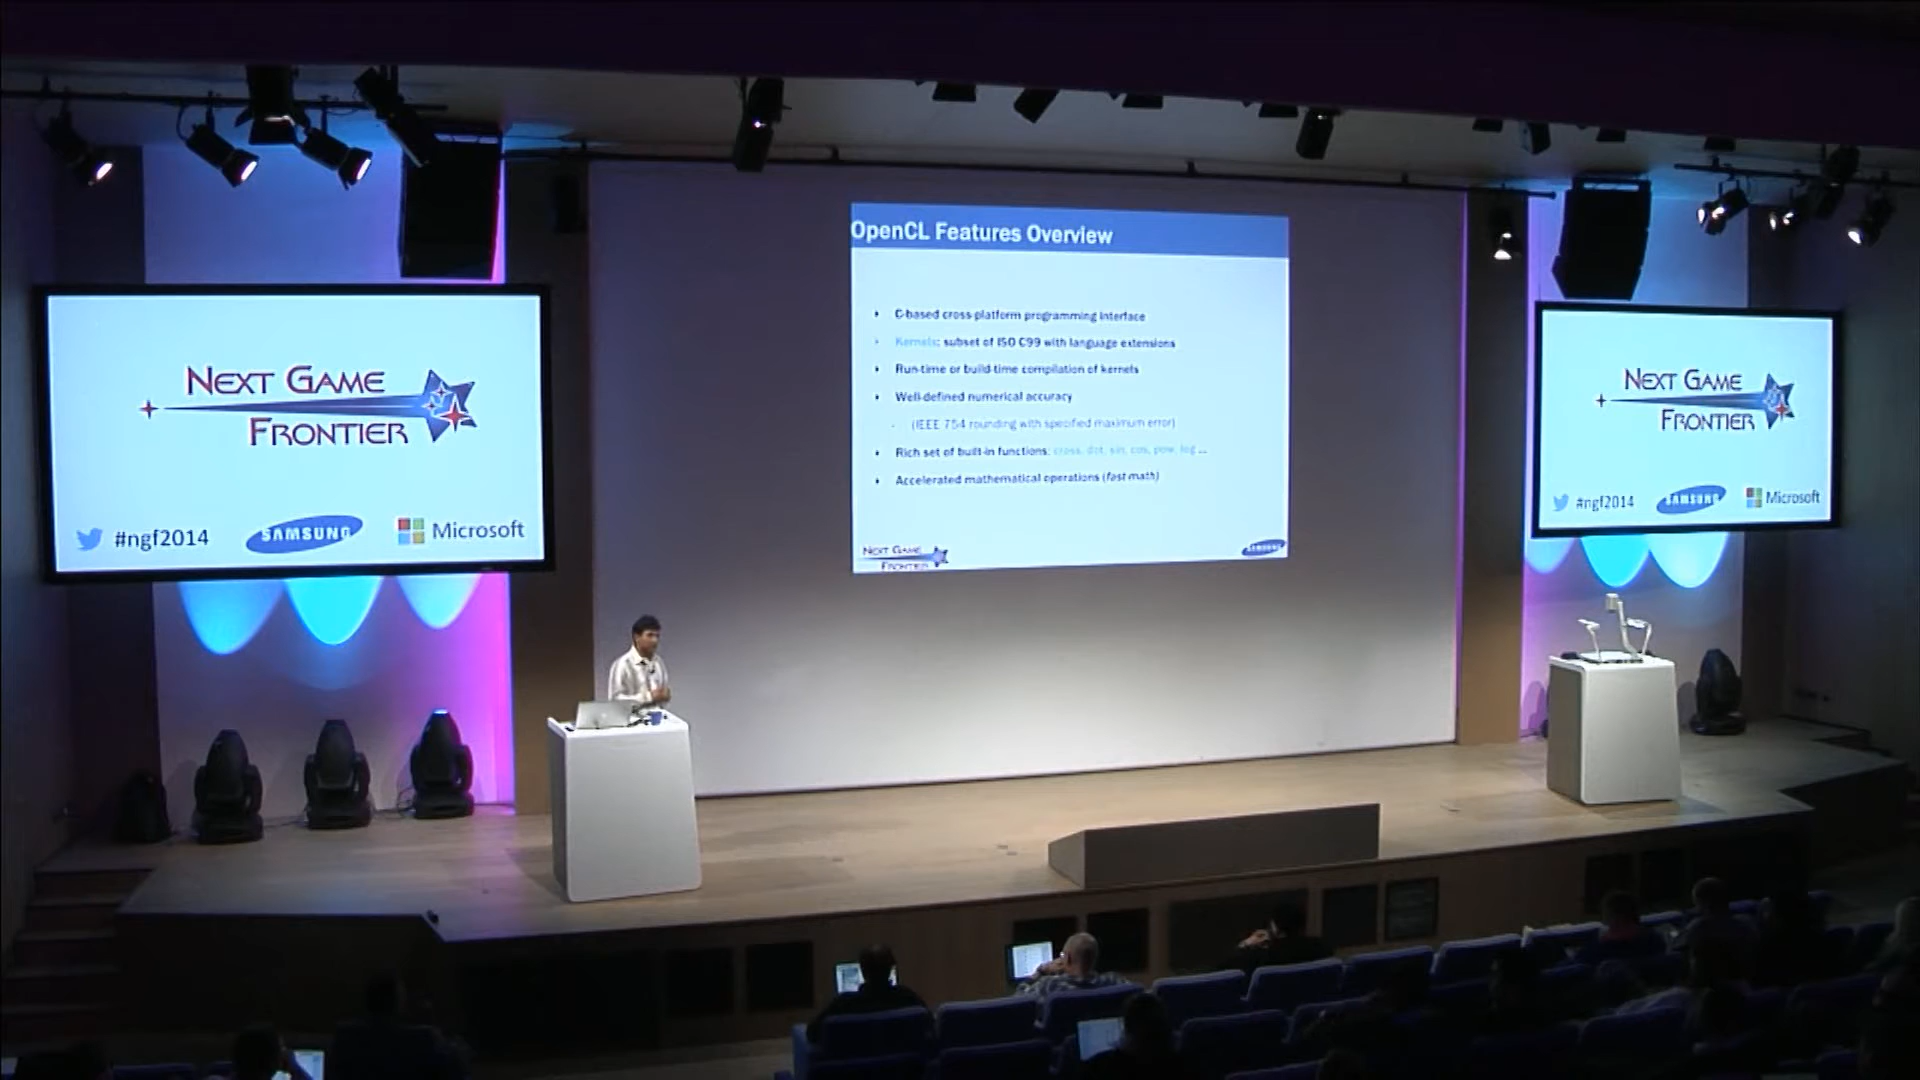 OpenCL Features Overview
C-based cross-platform programming interface
Kernels: subset of ISO C99 with language extensions
Run-time or build-time compilation of kernels
Well-defined numerical accuracy
(IEEE 754 rounding with specified maximum error)
Rich set of built-in functions: cross, dot, sin, cos, pow, log ...
Accelerated mathematical operations (fast math)
NEXT GAME
FRONTIER
SAMSUNG
NEXT GAME
FRONTIER
#ngf2014 SAMSUNG Microsoft
NEXT GAME
FRONTIER
#ngf2014 SAMSUNG Microsoft